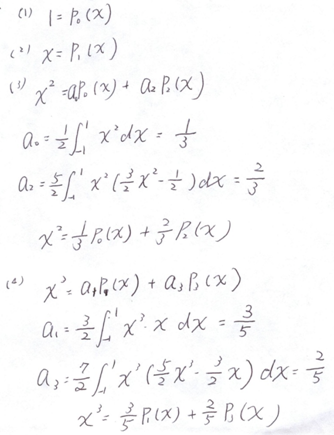 (1) 1 = P₀(x)
(2) x = P₁(x)
(3) x² = aP₀(x) + a₂P₂(x)
a₀ = 1/2 ∫₋₁¹ x² dx = 1/3
a₂ = 5/2 ∫₋₁¹ x² (3/2 x² - 1/2) dx = 2/3
x² = 1/3 P₀(x) + 2/3 P₂(x)
(4) x³ = a₁P₁(x) + a₃P₃(x)
a₁ = 3/2 ∫₋₁¹ x³ · x dx = 3/5
a₃ = 7/2 ∫₋₁¹ x³ (5/2 x³ - 3/2 x) dx = 2/5
x³ = 3/5 P₁(x) + 2/5 P₃(x)